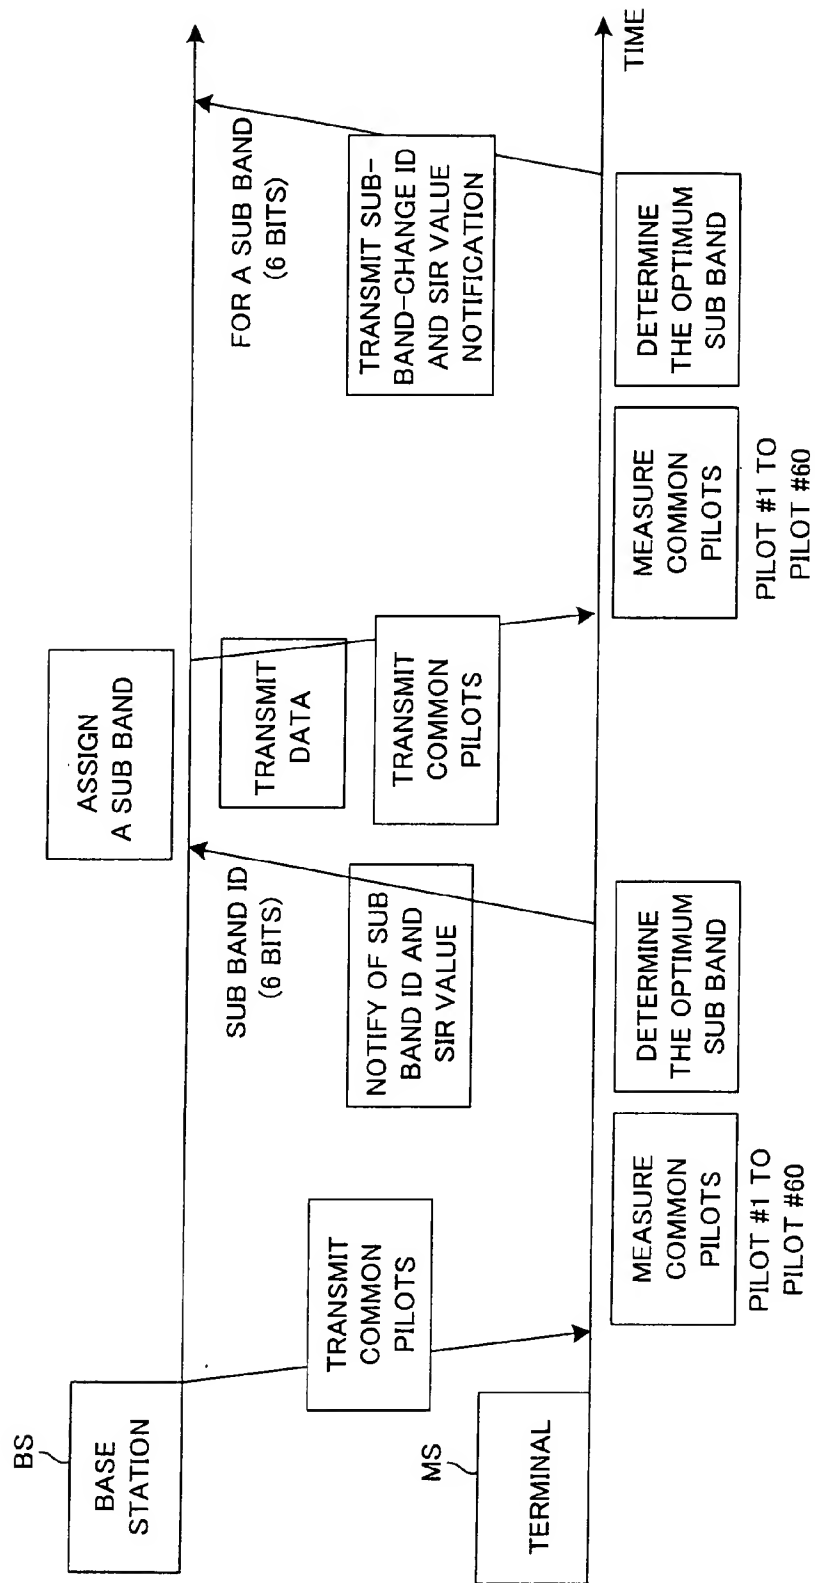 BS
BASE
STATION
MS
TERMINAL
TRANSMIT
COMMON
PILOTS
MEASURE
COMMON
PILOTS
PILOT #1 TO
PILOT #60
DETERMINE
THE OPTIMUM
SUB BAND
NOTIFY OF SUB
BAND ID AND
SIR VALUE
SUB BAND ID
(6 BITS)
ASSIGN
A SUB BAND
TRANSMIT
DATA
TRANSMIT
COMMON
PILOTS
MEASURE
COMMON
PILOTS
PILOT #1 TO
PILOT #60
DETERMINE
THE OPTIMUM
SUB BAND
TRANSMIT SUB-
BAND-CHANGE ID
AND SIR VALUE
NOTIFICATION
FOR A SUB BAND
(6 BITS)
TIME